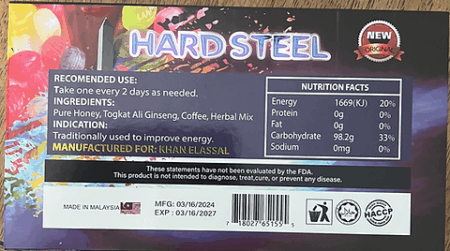 HARD STEEL
NEW
ORIGINAL
RECOMENDED USE:
Take one every 2 days as needed.
INGREDIENTS:
Pure Honey, Togkat Ali Ginseng, Coffee, Herbal Mix
INDICATION:
Traditionally used to improve energy.
MANUFACTURED FOR: KHAN ELASSAL
NUTRITION FACTS
Energy 1669(KJ) 20%
Protein 0g 0%
Fat 0g 0%
Carbohydrate 98.2g 33%
Sodium 0mg 0%
These statements have not been evaluated by the FDA.
This product is not intended to diagnose, treat,cure, or prevent any disease.
MADE IN MALAYSIA
MFG: 03/16/2024
EXP : 03/16/2027
7 18027 65155 5
HACCP